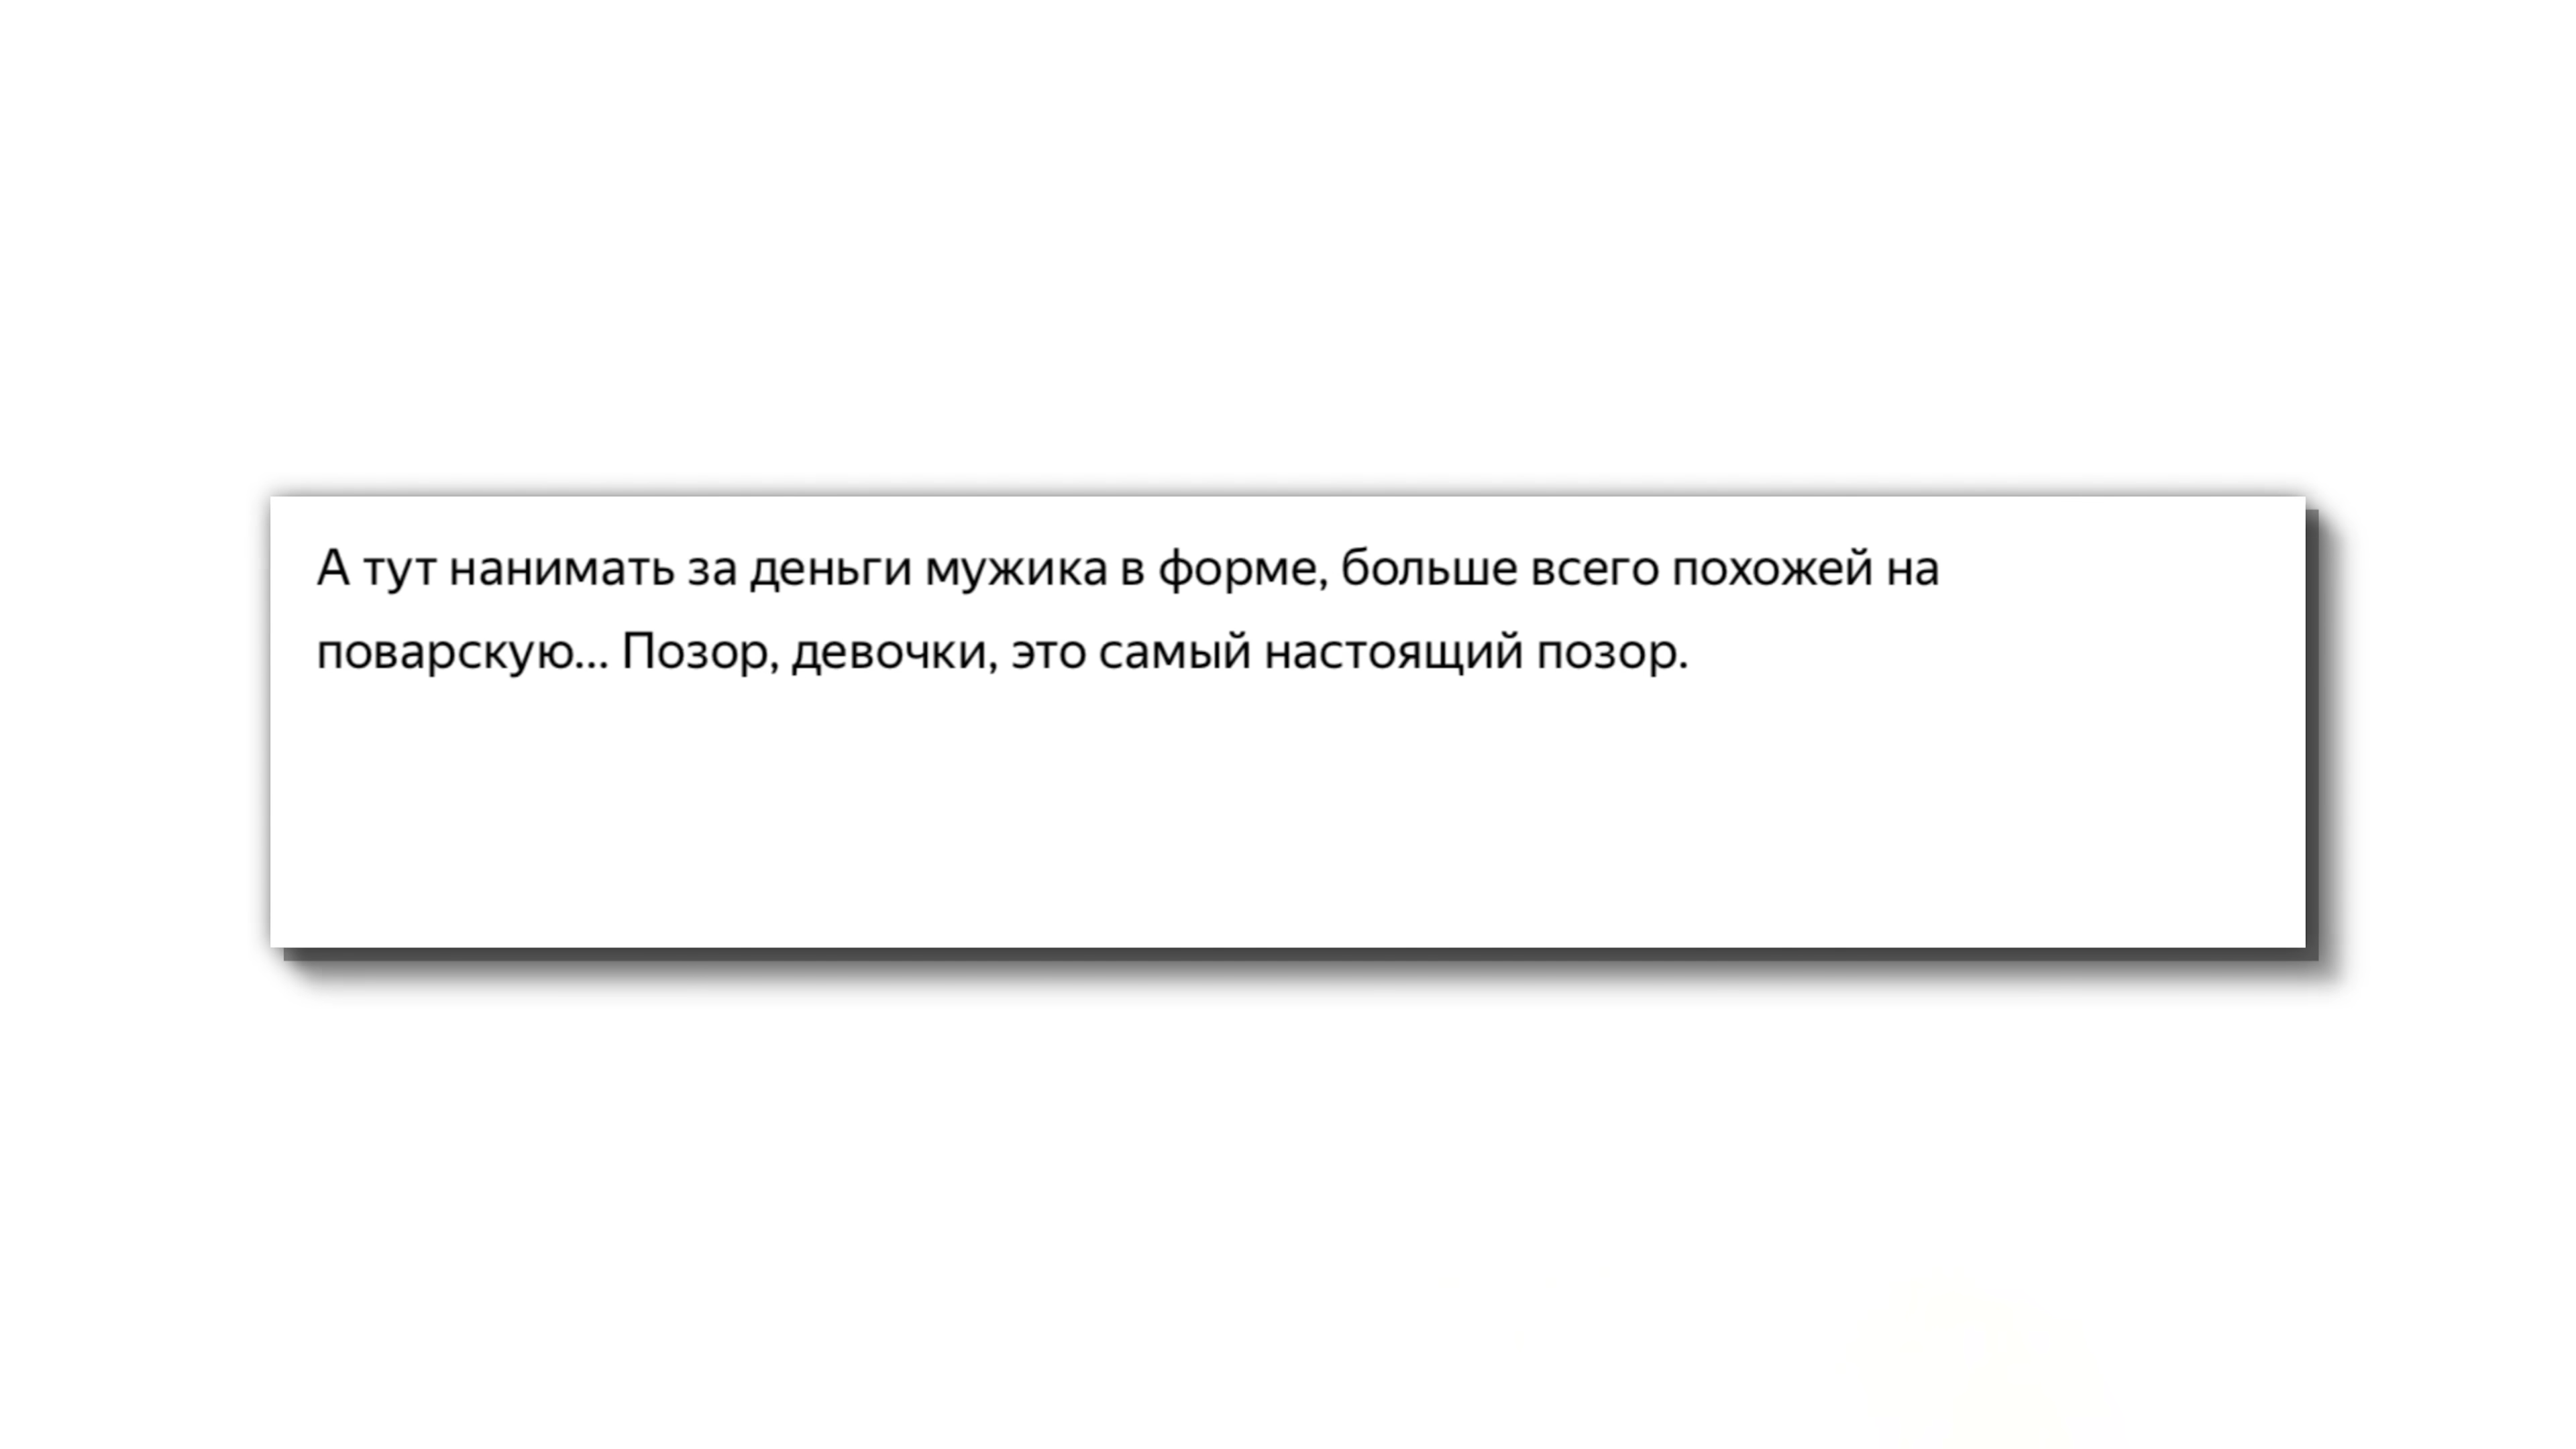 А тут нанимать за деньги мужика в форме, больше всего похожей на
поварскую... Позор, девочки, это самый настоящий позор.